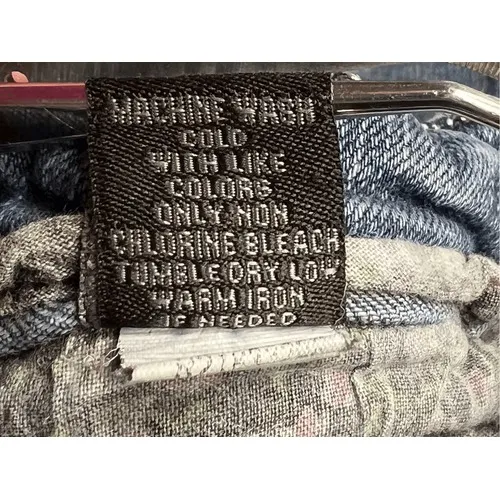 MACHINE WASH
COLD
WITH LIKE
COLORS
ONLY NON
CHLORINE BLEACH
TUMBLE DRY LOW
WARM IRON
IF NEEDED